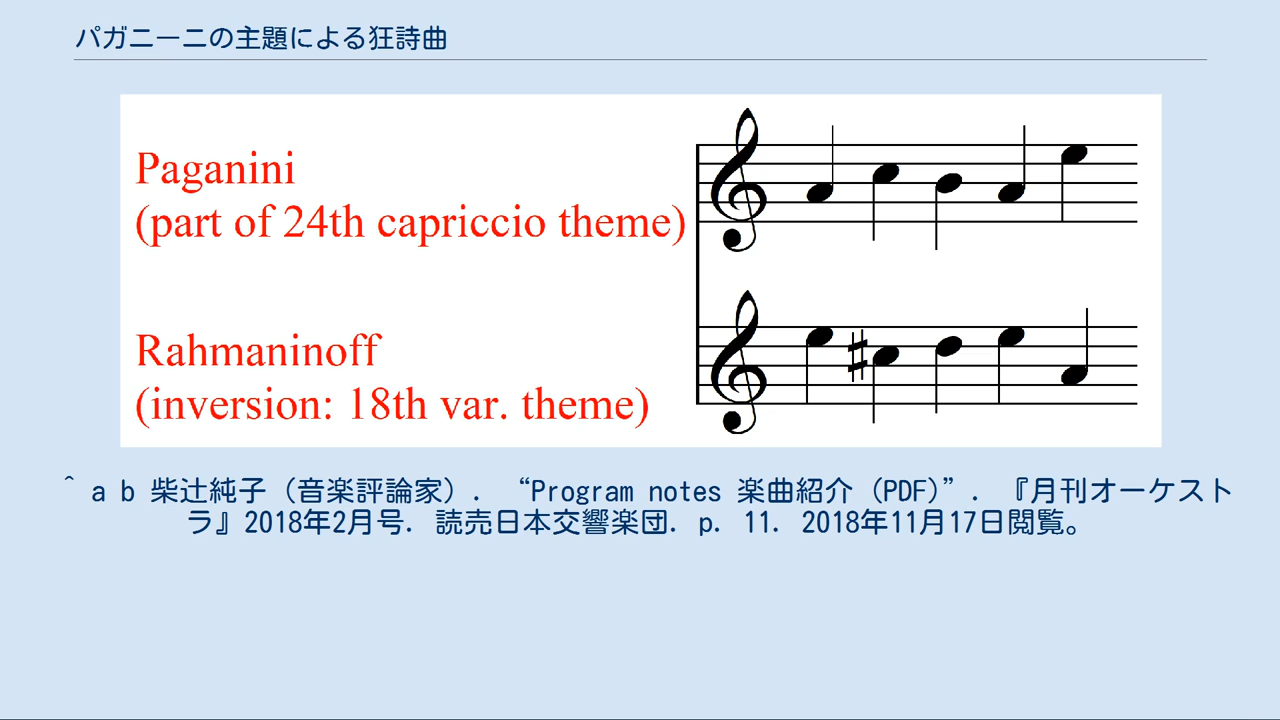 パガニーニの主題による狂詩曲
Paganini
(part of 24th capriccio theme)
Rahmaninoff
(inversion: 18th var. theme)
^ a b 柴辻純子（音楽評論家）. “Program notes 楽曲紹介（PDF）”. 『月刊オーケスト
ラ』2018年2月号. 読売日本交響楽団. p. 11. 2018年11月17日閲覧。